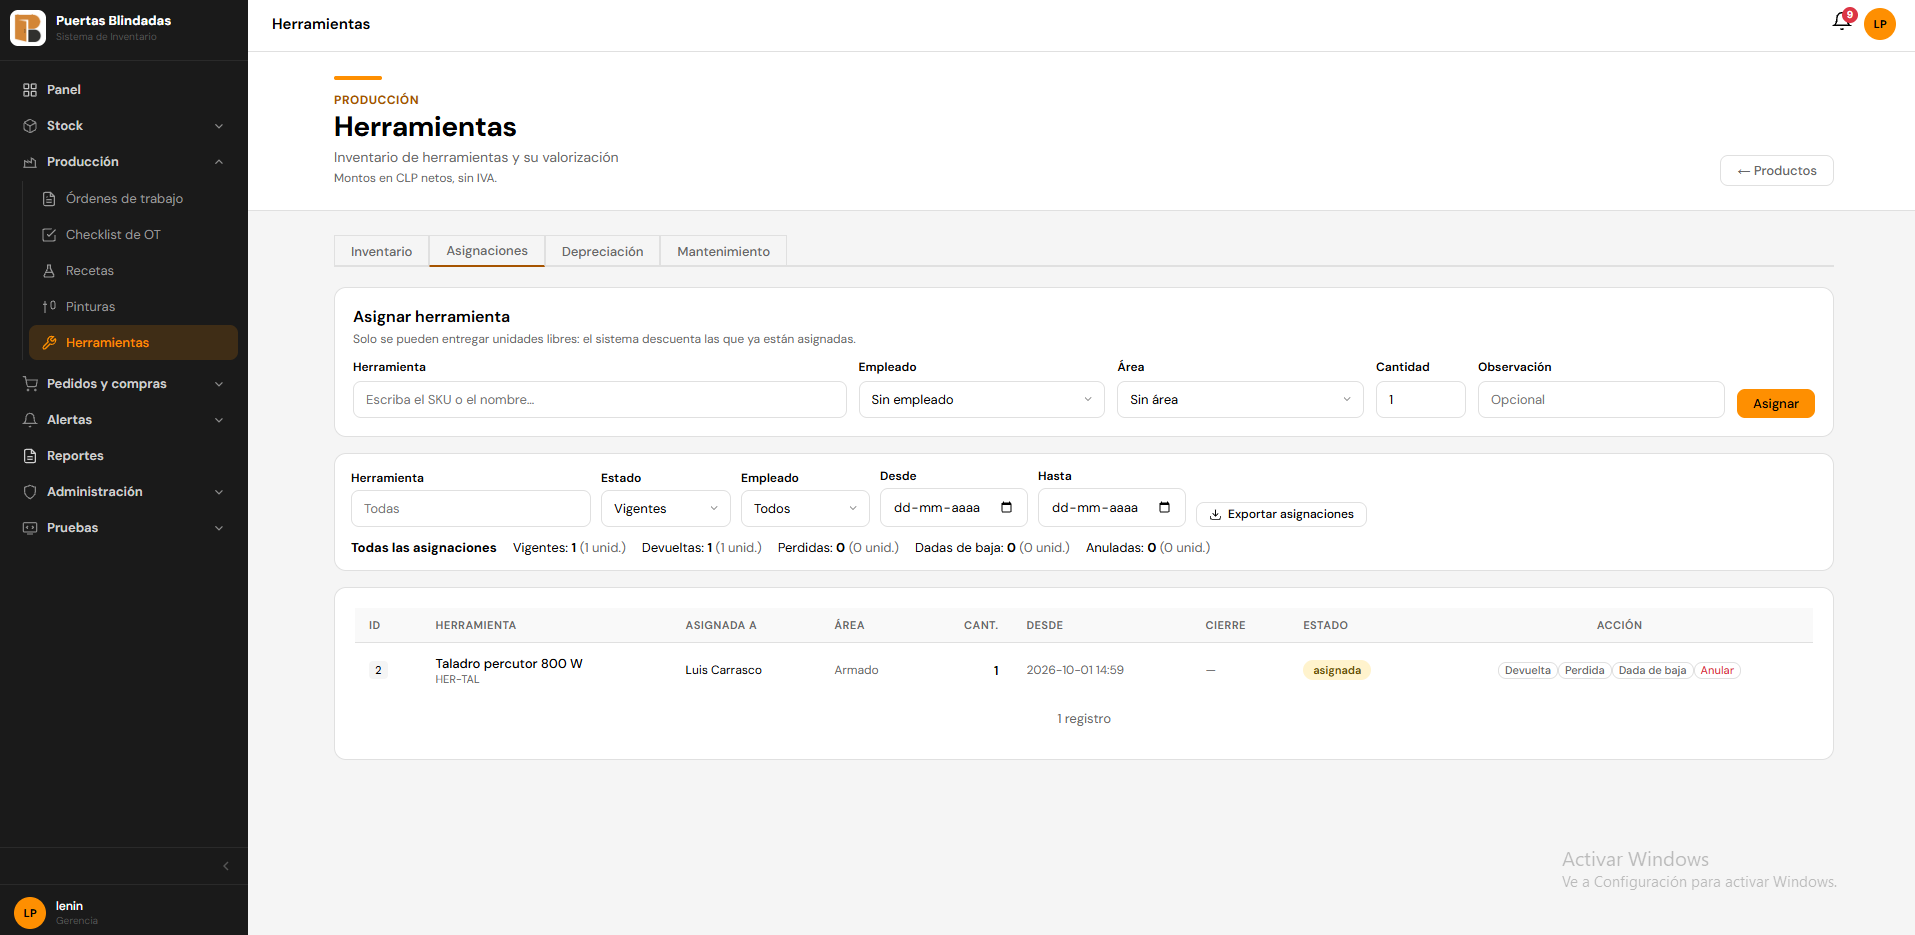 Puertas Blindadas
Sistema de Inventario
Herramientas
9
LP
Panel
Stock
Producción
Órdenes de trabajo
Checklist de OT
Recetas
Pinturas
Herramientas
Pedidos y compras
Alertas
Reportes
Administración
Pruebas
LP
lenin
Gerencia
PRODUCCIÓN
Herramientas
Inventario de herramientas y su valorización
Montos en CLP netos, sin IVA.
← Productos
Inventario Asignaciones Depreciación Mantenimiento
Asignar herramienta
Solo se pueden entregar unidades libres: el sistema descuenta las que ya están asignadas.
Herramienta Empleado Área Cantidad Observación
Escriba el SKU o el nombre... Sin empleado Sin área 1 Opcional Asignar
Herramienta Estado Empleado Desde Hasta
Todas Vigentes Todos dd-mm-aaaa dd-mm-aaaa Exportar asignaciones
Todas las asignaciones Vigentes: 1 (1 unid.) Devueltas: 1 (1 unid.) Perdidas: 0 (0 unid.) Dadas de baja: 0 (0 unid.) Anuladas: 0 (0 unid.)
ID HERRAMIENTA ASIGNADA A ÁREA CANT. DESDE CIERRE ESTADO ACCIÓN
2 Taladro percutor 800 W Luis Carrasco Armado 1 2026-10-01 14:59 — asignada Devuelta Perdida Dada de baja Anular
HER-TAL
1 registro
Activar Windows
Ve a Configuración para activar Windows.